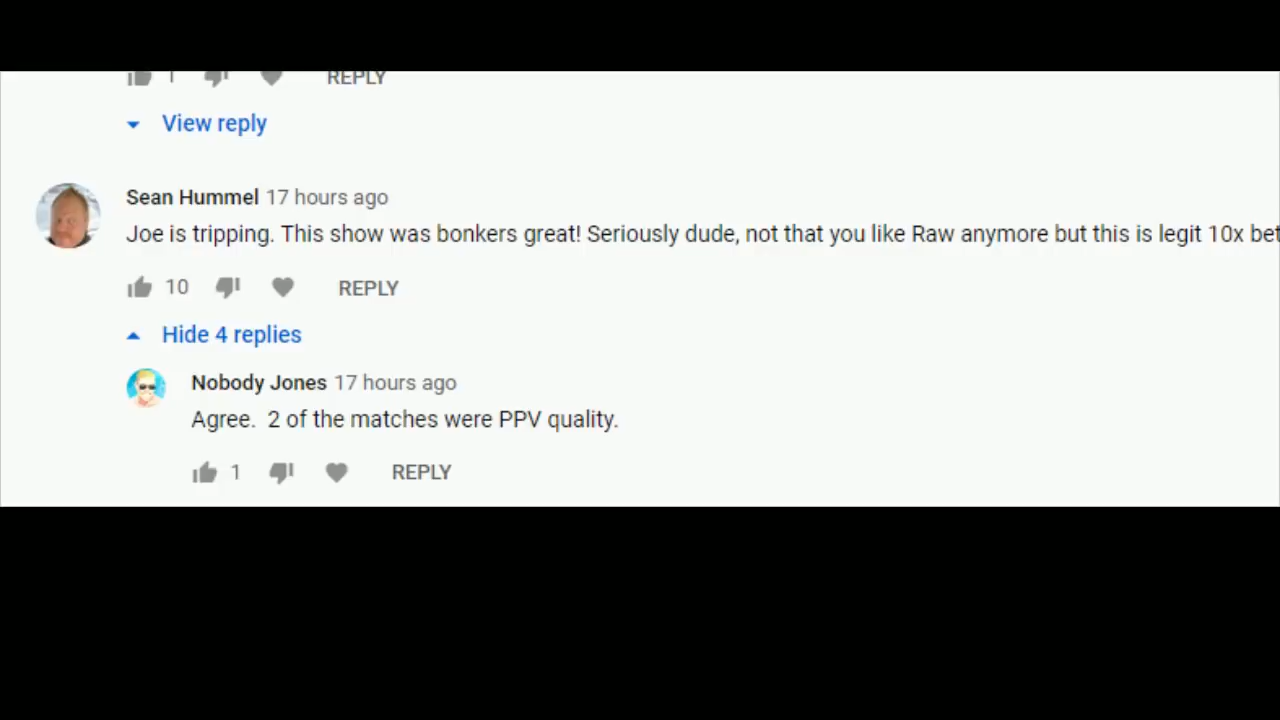 1 REPLY
View reply
Sean Hummel 17 hours ago
Joe is tripping. This show was bonkers great! Seriously dude, not that you like Raw anymore but this is legit 10x
10 REPLY
Hide 4 replies
Nobody Jones 17 hours ago
Agree.  2 of the matches were PPV quality.
1 REPLY